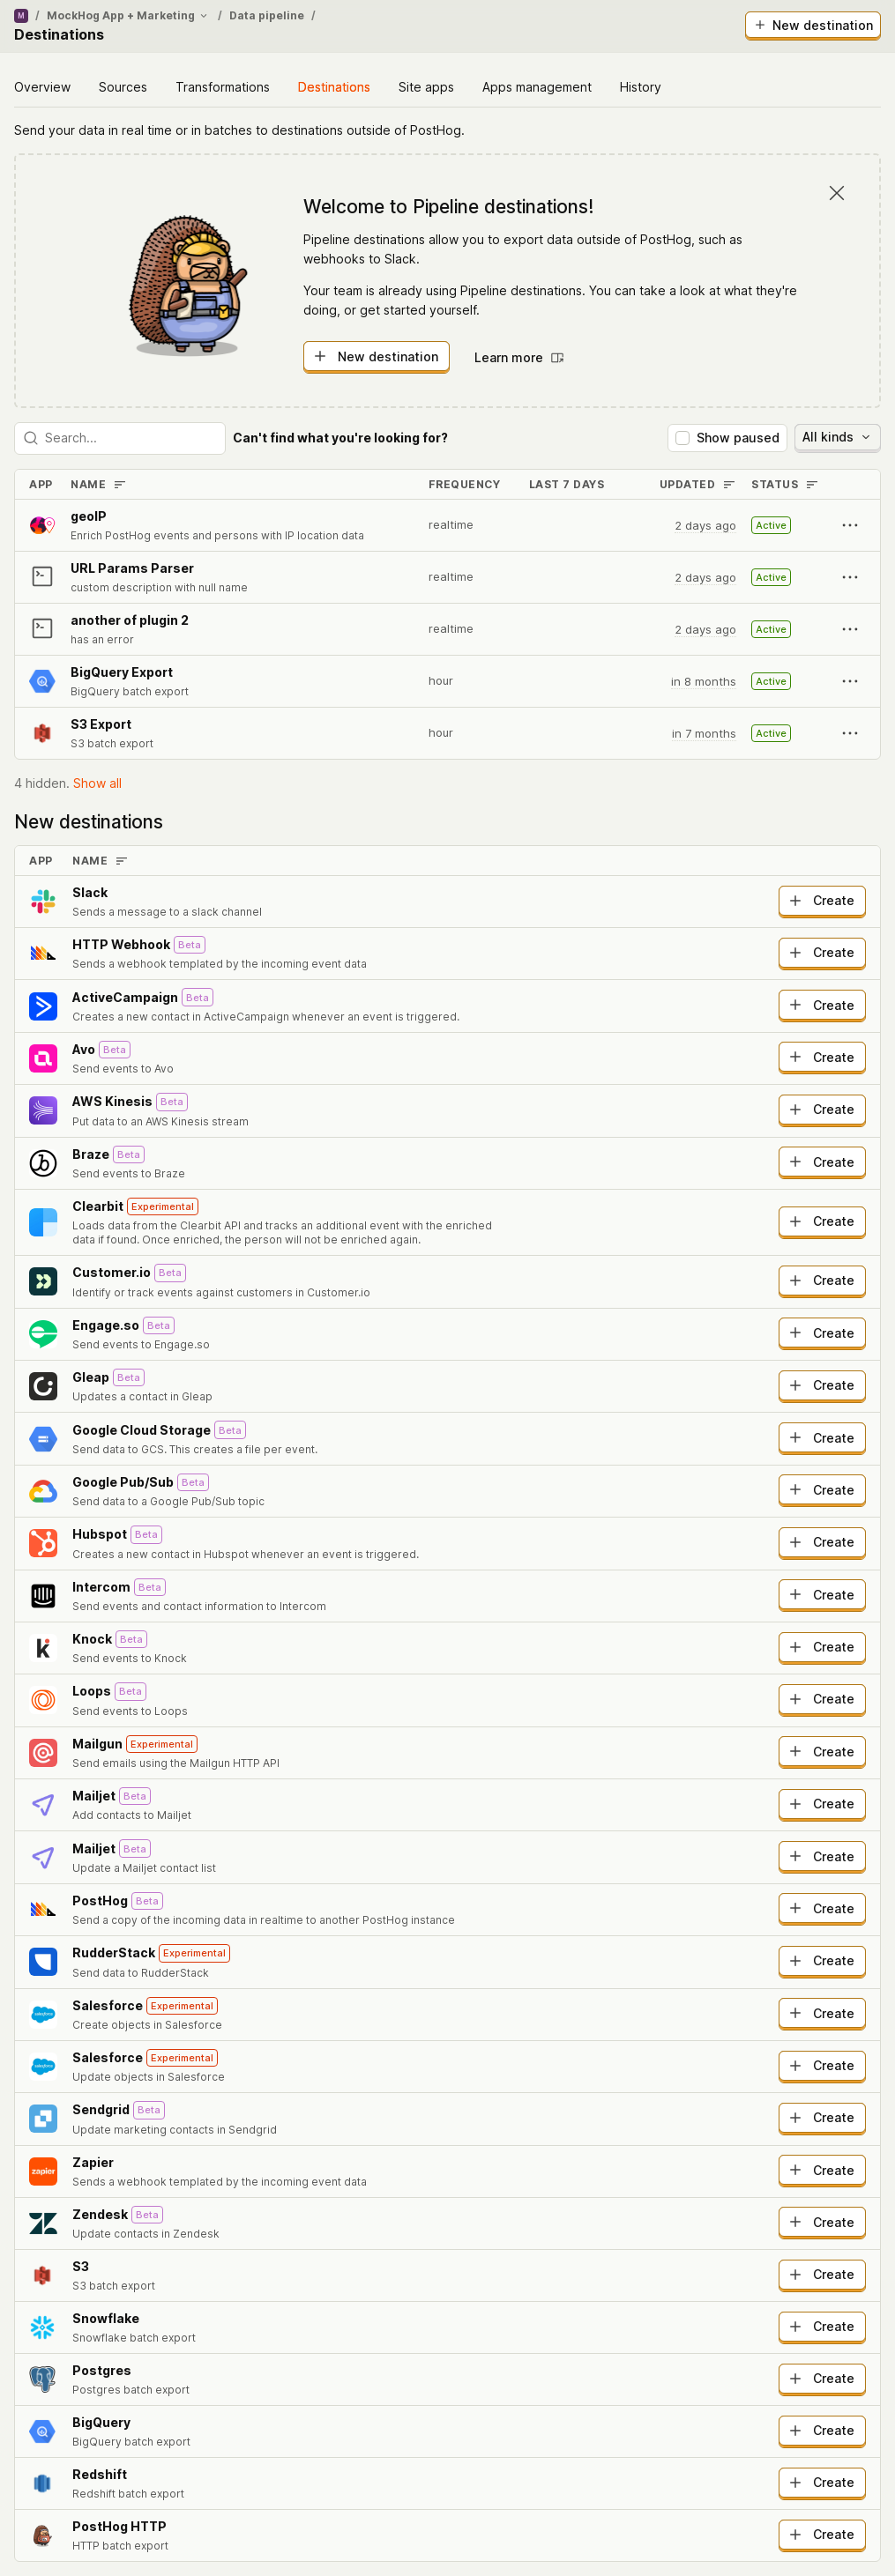 M / MockHog App + Marketing / Data pipeline /
Destinations
New destination
Overview Sources Transformations Destinations Site apps Apps management History
Send your data in real time or in batches to destinations outside of PostHog.
Welcome to Pipeline destinations!
Pipeline destinations allow you to export data outside of PostHog, such as
webhooks to Slack.
Your team is already using Pipeline destinations. You can take a look at what they're
doing, or get started yourself.
New destination Learn more
Search... Can't find what you're looking for? Show paused All kinds
APP NAME FREQUENCY LAST 7 DAYS UPDATED STATUS
geoIP
Enrich PostHog events and persons with IP location data
realtime 2 days ago Active
URL Params Parser
custom description with null name
realtime 2 days ago Active
another of plugin 2
has an error
realtime 2 days ago Active
BigQuery Export
BigQuery batch export
hour in 8 months Active
S3 Export
S3 batch export
hour in 7 months Active
4 hidden. Show all
New destinations
APP NAME
Slack
Sends a message to a slack channel
Create
HTTP Webhook Beta
Sends a webhook templated by the incoming event data
Create
ActiveCampaign Beta
Creates a new contact in ActiveCampaign whenever an event is triggered.
Create
Avo Beta
Send events to Avo
Create
AWS Kinesis Beta
Put data to an AWS Kinesis stream
Create
Braze Beta
Send events to Braze
Create
Clearbit Experimental
Loads data from the Clearbit API and tracks an additional event with the enriched
data if found. Once enriched, the person will not be enriched again.
Create
Customer.io Beta
Identify or track events against customers in Customer.io
Create
Engage.so Beta
Send events to Engage.so
Create
Gleap Beta
Updates a contact in Gleap
Create
Google Cloud Storage Beta
Send data to GCS. This creates a file per event.
Create
Google Pub/Sub Beta
Send data to a Google Pub/Sub topic
Create
Hubspot Beta
Creates a new contact in Hubspot whenever an event is triggered.
Create
Intercom Beta
Send events and contact information to Intercom
Create
Knock Beta
Send events to Knock
Create
Loops Beta
Send events to Loops
Create
Mailgun Experimental
Send emails using the Mailgun HTTP API
Create
Mailjet Beta
Add contacts to Mailjet
Create
Mailjet Beta
Update a Mailjet contact list
Create
PostHog Beta
Send a copy of the incoming data in realtime to another PostHog instance
Create
RudderStack Experimental
Send data to RudderStack
Create
Salesforce Experimental
Create objects in Salesforce
Create
Salesforce Experimental
Update objects in Salesforce
Create
Sendgrid Beta
Update marketing contacts in Sendgrid
Create
zapier
Zapier
Sends a webhook templated by the incoming event data
Create
Zendesk Beta
Update contacts in Zendesk
Create
S3
S3 batch export
Create
Snowflake
Snowflake batch export
Create
Postgres
Postgres batch export
Create
BigQuery
BigQuery batch export
Create
Redshift
Redshift batch export
Create
PostHog HTTP
HTTP batch export
Create